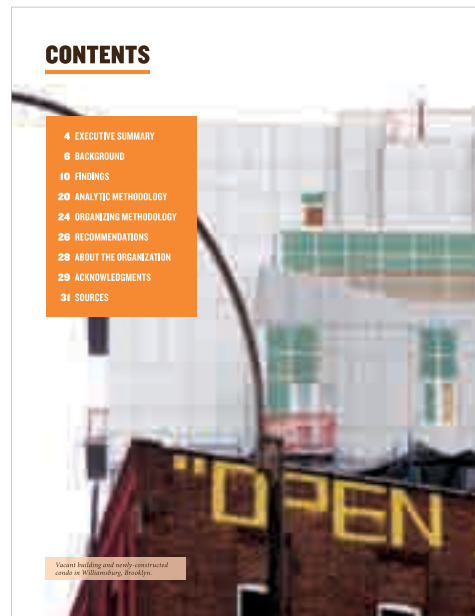 CONTENTS
4 EXECUTIVE SUMMARY
6 BACKGROUND
10 FINDINGS
20 ANALYTIC METHODOLOGY
24 ORGANIZING METHODOLOGY
26 RECOMMENDATIONS
28 ABOUT THE ORGANIZATION
29 ACKNOWLEDGMENTS
31 SOURCES
"OPEN
Vacant building and newly-constructed
condo in Williamsburg, Brooklyn.